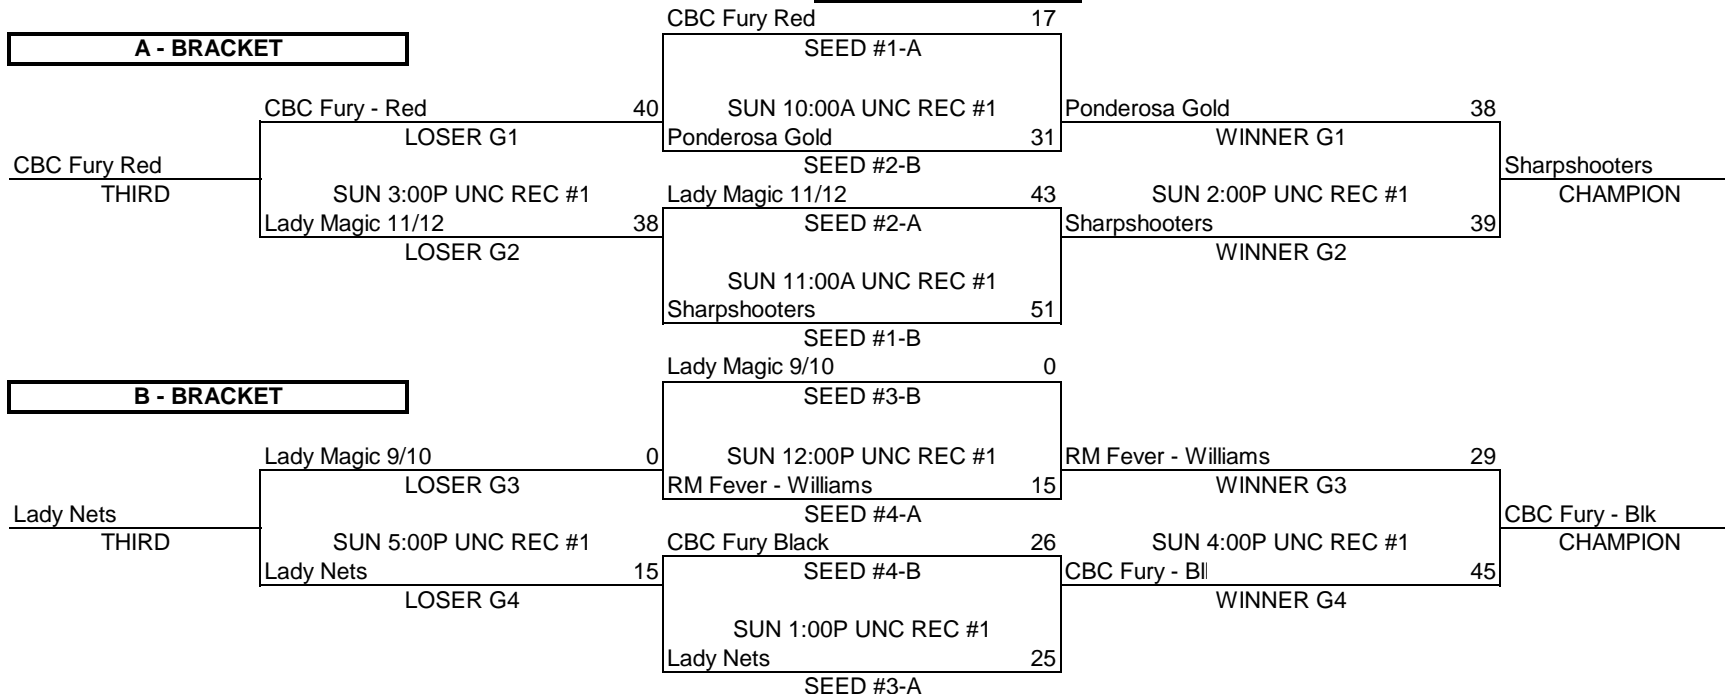 CBC Fury Red 17
A - BRACKET SEED #1-A
CBC Fury - Red 40 SUN 10:00A UNC REC #1 Ponderosa Gold 38
LOSER G1 Ponderosa Gold 31 WINNER G1
CBC Fury Red SEED #2-B Sharpshooters
THIRD SUN 3:00P UNC REC #1 Lady Magic 11/12 43 SUN 2:00P UNC REC #1 CHAMPION
Lady Magic 11/12 38 SEED #2-A Sharpshooters 39
LOSER G2 WINNER G2
SUN 11:00A UNC REC #1
Sharpshooters 51
SEED #1-B
Lady Magic 9/10 0
B - BRACKET SEED #3-B
Lady Magic 9/10 0 SUN 12:00P UNC REC #1 RM Fever - Williams 29
LOSER G3 RM Fever - Williams 15 WINNER G3
Lady Nets SEED #4-A CBC Fury - Blk
THIRD SUN 5:00P UNC REC #1 CBC Fury Black 26 SUN 4:00P UNC REC #1 CHAMPION
Lady Nets 15 SEED #4-B CBC Fury - Bl 45
LOSER G4 WINNER G4
SUN 1:00P UNC REC #1
Lady Nets 25
SEED #3-A